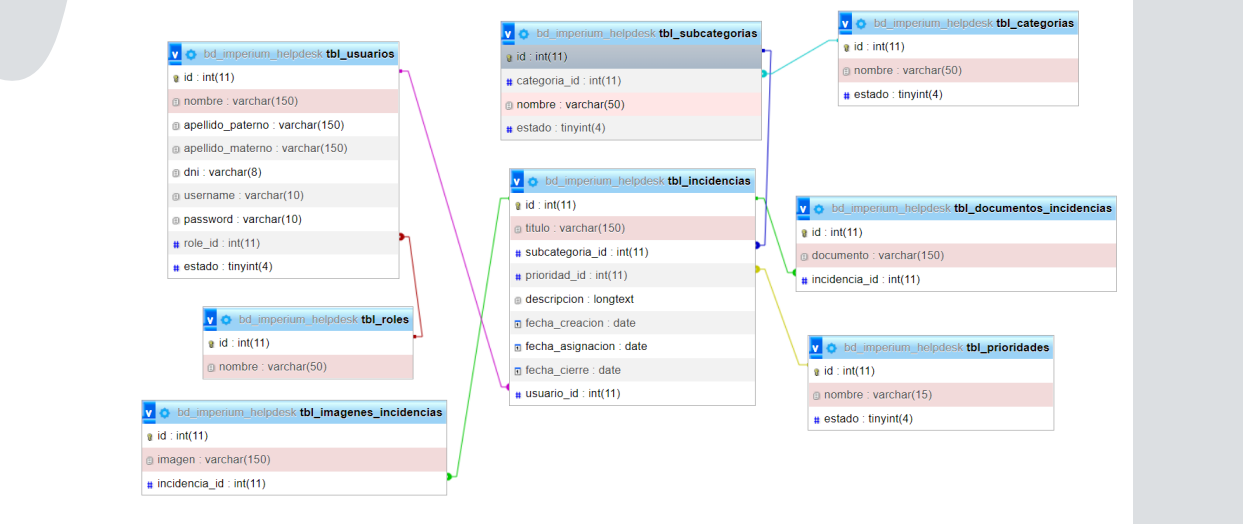 bd_imperium_helpdesk tbl_usuarios
id : int(11)
nombre : varchar(150)
apellido_paterno : varchar(150)
apellido_materno : varchar(150)
dni : varchar(8)
username : varchar(10)
password : varchar(10)
role_id : int(11)
estado : tinyint(4)
bd_imperium_helpdesk tbl_roles
id : int(11)
nombre : varchar(50)
bd_imperium_helpdesk tbl_imagenes_incidencias
id : int(11)
imagen : varchar(150)
incidencia_id : int(11)
bd_imperium_helpdesk tbl_subcategorias
id : int(11)
categoria_id : int(11)
nombre : varchar(50)
estado : tinyint(4)
bd_imperium_helpdesk tbl_incidencias
id : int(11)
titulo : varchar(150)
subcategoria_id : int(11)
prioridad_id : int(11)
descripcion : longtext
fecha_creacion : date
fecha_asignacion : date
fecha_cierre : date
usuario_id : int(11)
bd_imperium_helpdesk tbl_categorias
id : int(11)
nombre : varchar(50)
estado : tinyint(4)
bd_imperium_helpdesk tbl_documentos_incidencias
id : int(11)
documento : varchar(150)
incidencia_id : int(11)
bd_imperium_helpdesk tbl_prioridades
id : int(11)
nombre : varchar(15)
estado : tinyint(4)